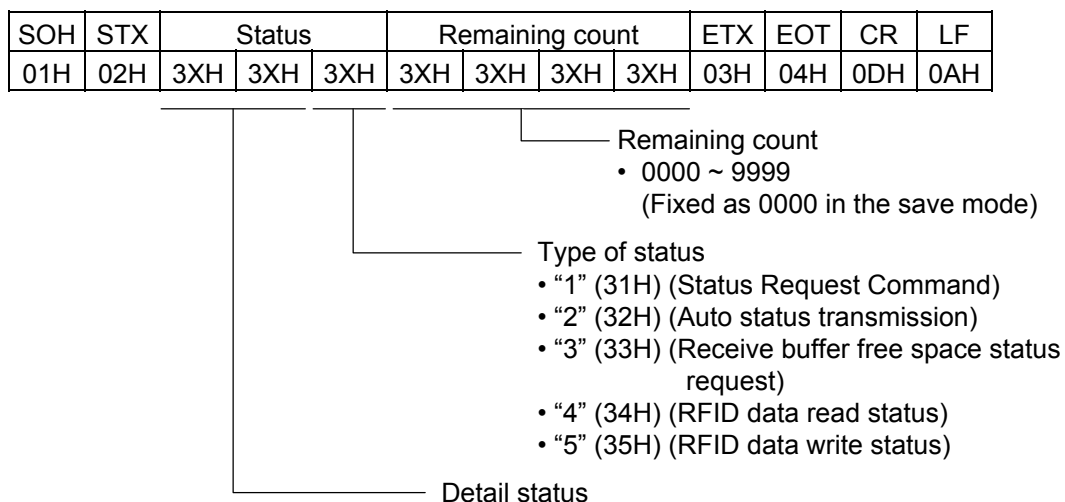 SOH STX Status Remaining count ETX EOT CR LF
01H 02H 3XH 3XH 3XH 3XH 3XH 3XH 3XH 03H 04H 0DH 0AH
Remaining count
• 0000 ~ 9999
(Fixed as 0000 in the save mode)
Type of status
• “1” (31H) (Status Request Command)
• “2” (32H) (Auto status transmission)
• “3” (33H) (Receive buffer free space status
request)
• “4” (34H) (RFID data read status)
• “5” (35H) (RFID data write status)
Detail status